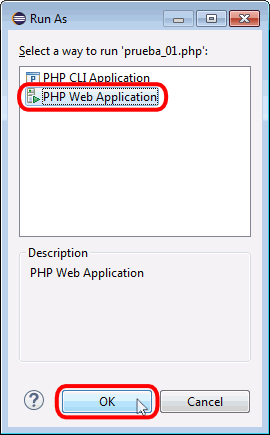 Run As
Select a way to run 'prueba_01.php':
PHP CLI Application
PHP Web Application
Description
PHP Web Application
?
OK
Cancel